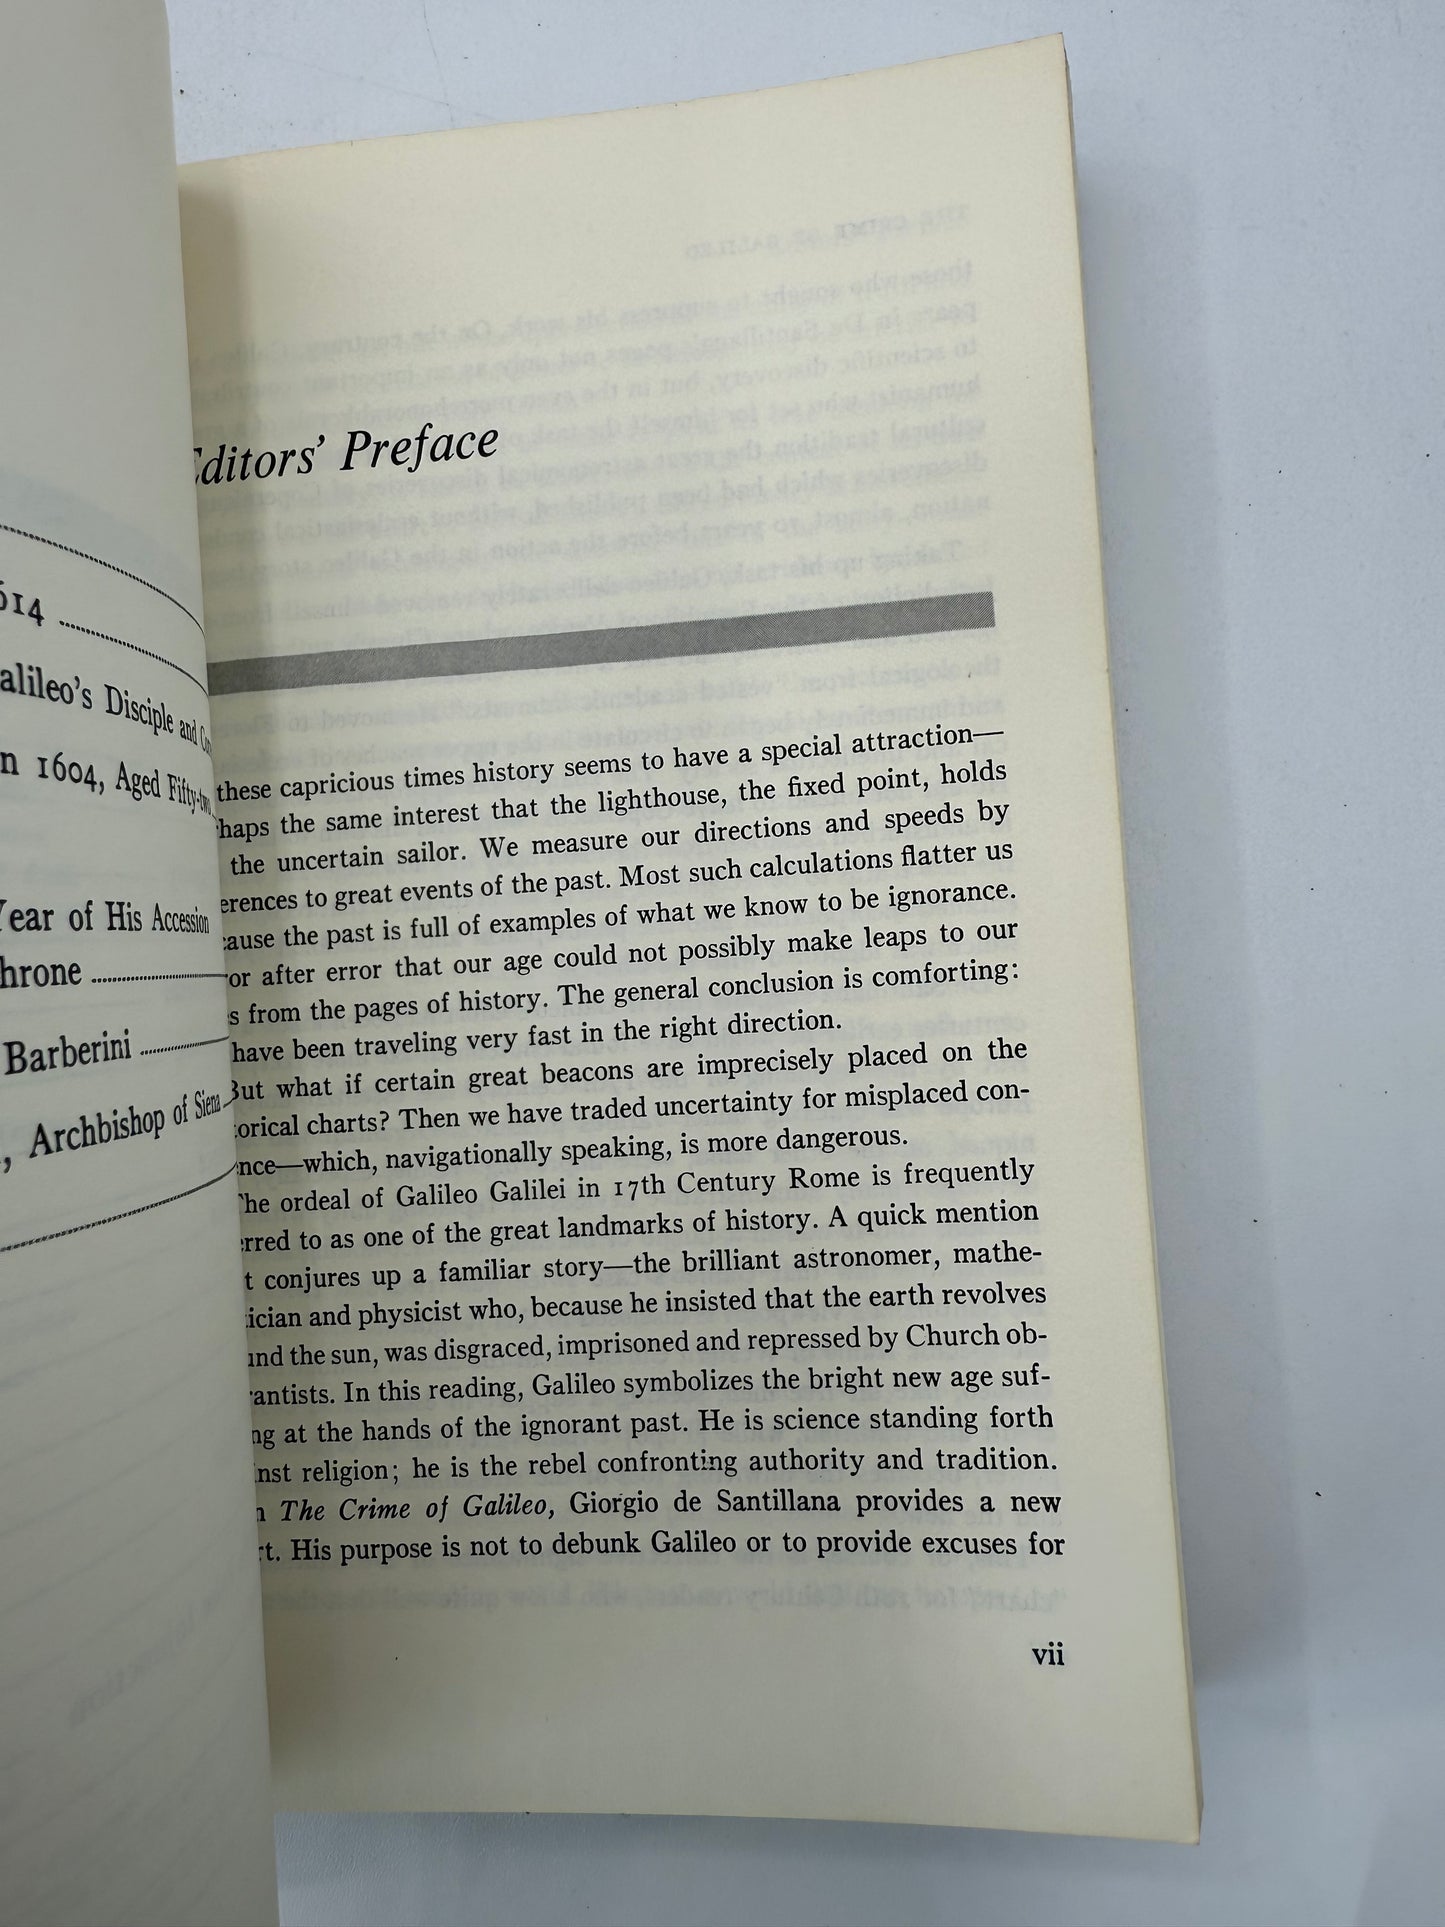 614
alileo's Disciple and
n 1604, Aged Fifty-two
Year of His Accession
hrone
Barberini
, Archbishop of Siena
Editors' Preface
these capricious times history seems to have a special attraction—
haps the same interest that the lighthouse, the fixed point, holds
the uncertain sailor. We measure our directions and speeds by
erences to great events of the past. Most such calculations flatter us
cause the past is full of examples of what we know to be ignorance.
or after error that our age could not possibly make leaps to our
s from the pages of history. The general conclusion is comforting:
have been traveling very fast in the right direction.
But what if certain great beacons are imprecisely placed on the
orical charts? Then we have traded uncertainty for misplaced con-
nce—which, navigationally speaking, is more dangerous.
The ordeal of Galileo Galilei in 17th Century Rome is frequently
rred to as one of the great landmarks of history. A quick mention
t conjures up a familiar story—the brilliant astronomer, mathe-
ician and physicist who, because he insisted that the earth revolves
und the sun, was disgraced, imprisoned and repressed by Church ob-
rantists. In this reading, Galileo symbolizes the bright new age suf-
ng at the hands of the ignorant past. He is science standing forth
inst religion; he is the rebel confronting authority and tradition.
n The Crime of Galileo, Giorgio de Santillana provides a new
rt. His purpose is not to debunk Galileo or to provide excuses for
vii